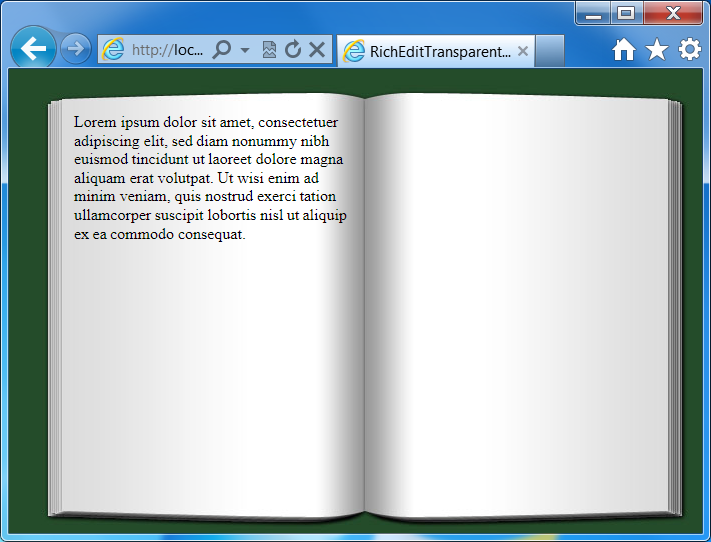 http://loc...
RichEditTransparent...
Lorem ipsum dolor sit amet, consectetuer
adipiscing elit, sed diam nonummy nibh
euismod tincidunt ut laoreet dolore magna
aliquam erat volutpat. Ut wisi enim ad
minim veniam, quis nostrud exerci tation
ullamcorper suscipit lobortis nisl ut aliquip
ex ea commodo consequat.